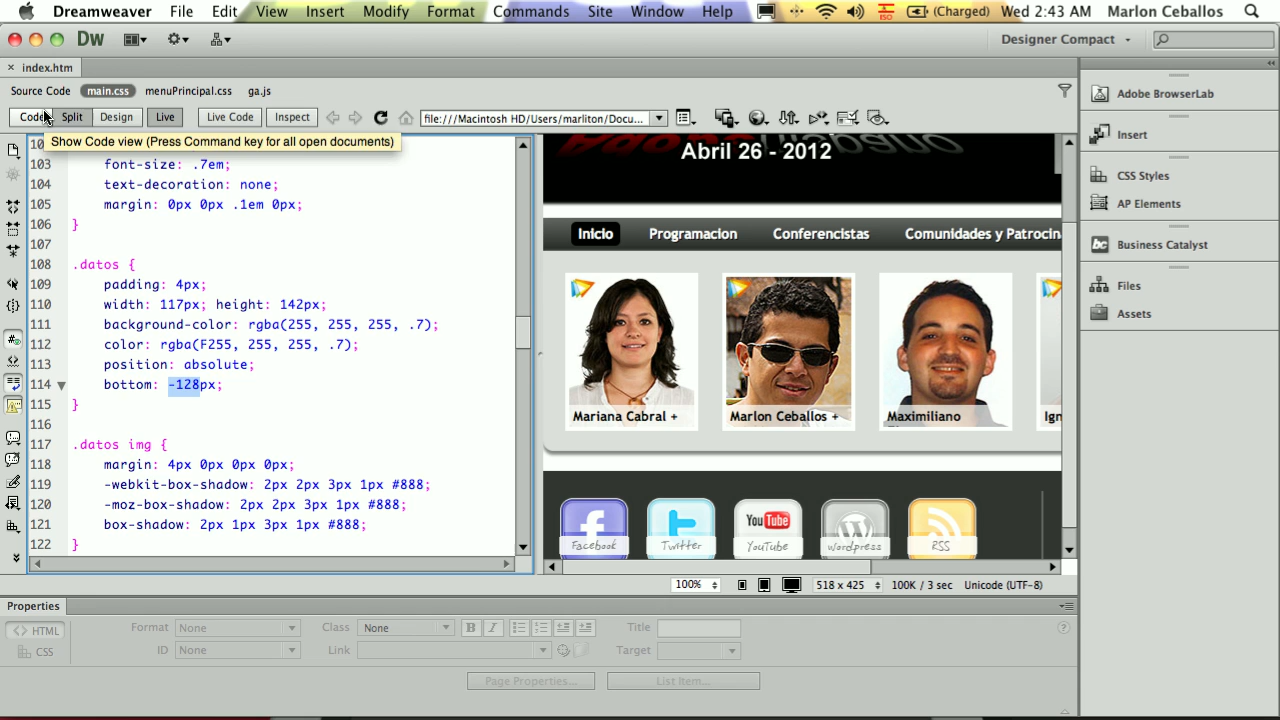 Dreamweaver File Edit View Insert Modify Format Commands Site Window Help ISO (Charged) Wed 2:43 AM Marlon Ceballos
Dw Designer Compact
× index.htm
Source Code main.css menuPrincipal.css ga.js
Code Split Design Live Live Code Inspect file:///Macintosh HD/Users/marliton/Docu...
Show Code view (Press Command key for all open documents)
103 font-size: .7em;
104 text-decoration: none;
105 margin: 0px 0px .1em 0px;
106 }
107
108 .datos {
109 padding: 4px;
110 width: 117px; height: 142px;
111 background-color: rgba(255, 255, 255, .7);
112 color: rgba(F255, 255, 255, .7);
113 position: absolute;
114 bottom: -128px;
115 }
116
117 .datos img {
118 margin: 4px 0px 0px 0px;
119 -webkit-box-shadow: 2px 2px 3px 1px #888;
120 -moz-box-shadow: 2px 2px 3px 1px #888;
121 box-shadow: 2px 1px 3px 1px #888;
122 }
Abril 26 - 2012
Inicio Programacion Conferencistas Comunidades y Patrocin
Mariana Cabral + Marlon Ceballos + Maximiliano Ign
You Tube
Facebook Twitter YouTube Wordpress RSS
100% 518 x 425 100K / 3 sec Unicode (UTF-8)
Adobe BrowserLab
Insert
CSS Styles
AP Elements
bc Business Catalyst
Files
Assets
Properties
<> HTML Format None Class None B I Title
CSS ID None Link Target
Page Properties... List Item...